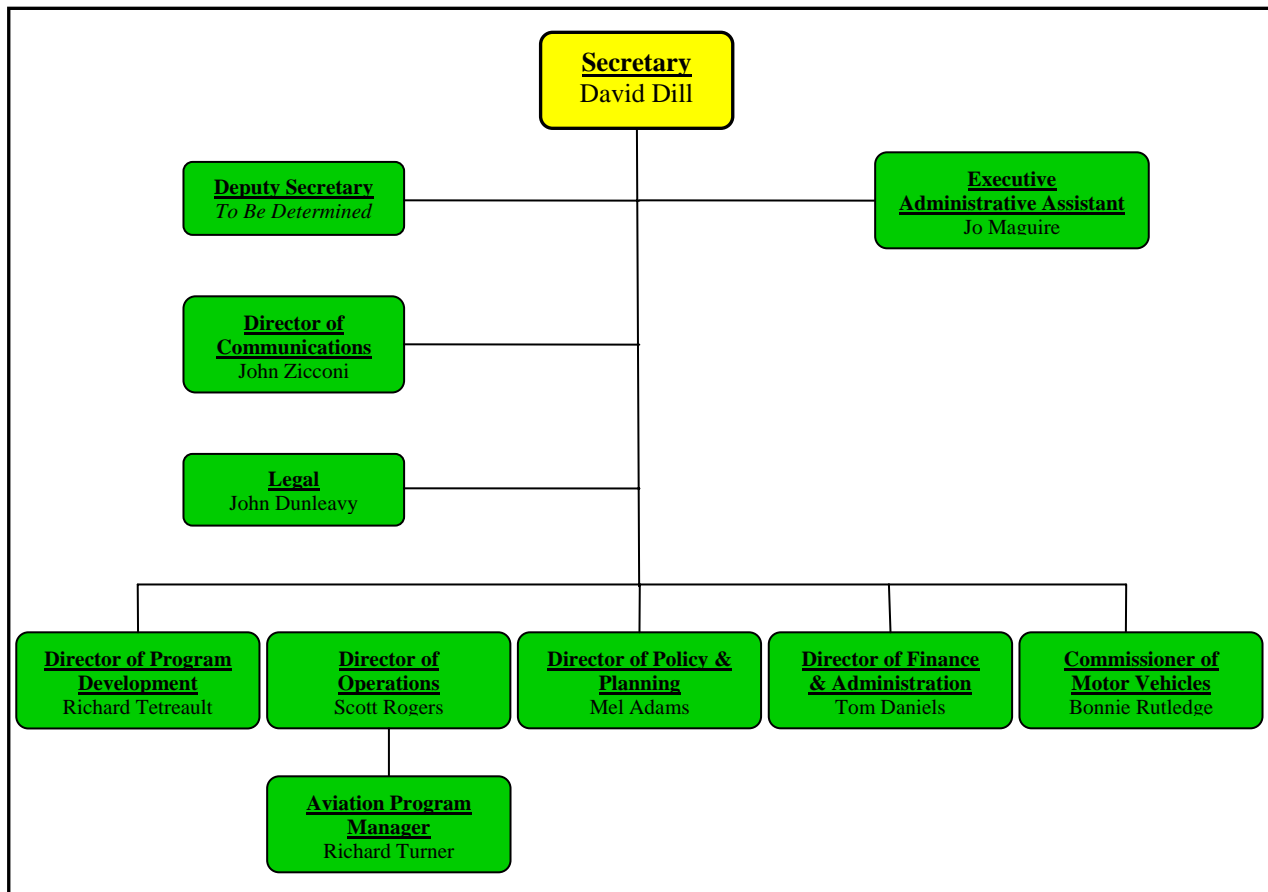 Secretary
David Dill
Deputy Secretary
To Be Determined
Executive
Administrative Assistant
Jo Maguire
Director of
Communications
John Zicconi
Legal
John Dunleavy
Director of Program
Development
Richard Tetreault
Director of
Operations
Scott Rogers
Director of Policy &
Planning
Mel Adams
Director of Finance
& Administration
Tom Daniels
Commissioner of
Motor Vehicles
Bonnie Rutledge
Aviation Program
Manager
Richard Turner